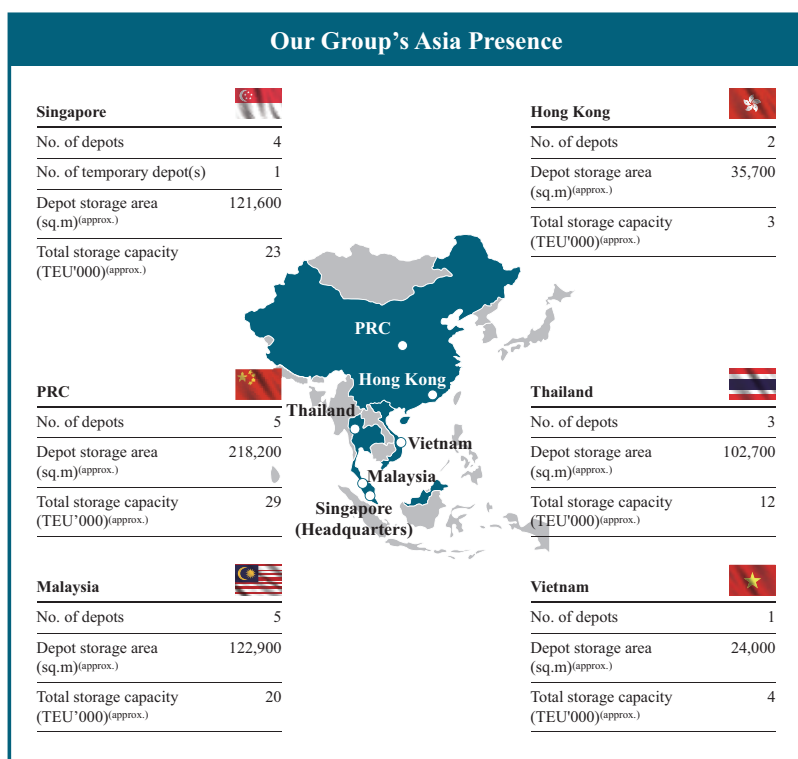 Our Group's Asia Presence
Singapore
No. of depots 4
No. of temporary depot(s) 1
Depot storage area 121,600
(sq.m)(approx.)
Total storage capacity 23
(TEU'000)(approx.)
Hong Kong
No. of depots 2
Depot storage area 35,700
(sq.m)(approx.)
Total storage capacity 3
(TEU'000)(approx.)
PRC
Hong Kong
Thailand
Vietnam
Malaysia
Singapore
(Headquarters)
PRC
No. of depots 5
Depot storage area 218,200
(sq.m)(approx.)
Total storage capacity 29
(TEU’000)(approx.)
Thailand
No. of depots 3
Depot storage area 102,700
(sq.m)(approx.)
Total storage capacity 12
(TEU'000)(approx.)
Malaysia
No. of depots 5
Depot storage area 122,900
(sq.m)(approx.)
Total storage capacity 20
(TEU’000)(approx.)
Vietnam
No. of depots 1
Depot storage area 24,000
(sq.m)(approx.)
Total storage capacity 4
(TEU'000)(approx.)